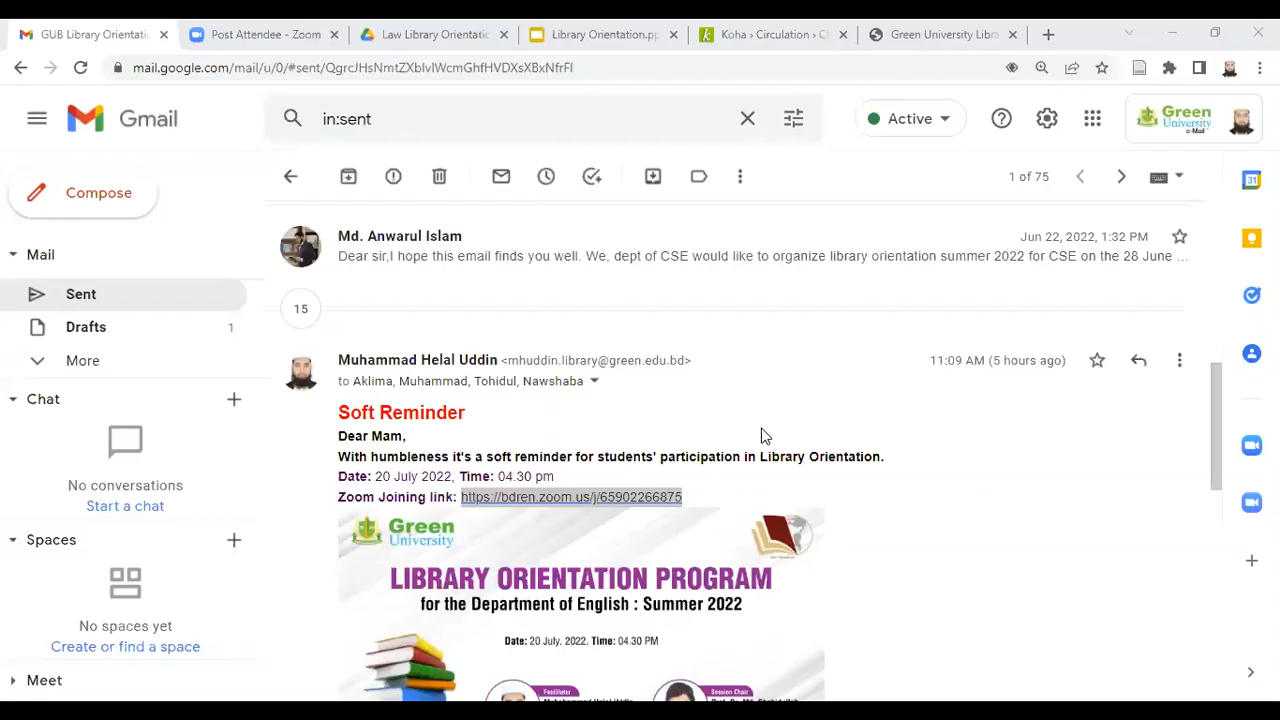 GUB Library Orientati
Post Attendee - Zoom
Law Library Orientatio
Library Orientation.pp
Koha › Circulation › C
Green University Libra
mail.google.com/mail/u/0/#sent/QgrcJHsNmtZXblvlWcmGhfHVDXsXBxNfrFl
Gmail
in:sent
Active
Green
University
e-Mail
Compose
1 of 75
31
Mail
Sent
Drafts
1
More
Chat
No conversations
Start a chat
Spaces
No spaces yet
Create or find a space
Meet
Md. Anwarul Islam
Jun 22, 2022, 1:32 PM
Dear sir,I hope this email finds you well. We, dept of CSE would like to organize library orientation summer 2022 for CSE on the 28 June ...
15
Muhammad Helal Uddin <mhuddin.library@green.edu.bd>
11:09 AM (5 hours ago)
to Aklima, Muhammad, Tohidul, Nawshaba
Soft Reminder
Dear Mam,
With humbleness it's a soft reminder for students' participation in Library Orientation.
Date: 20 July 2022, Time: 04.30 pm
Zoom Joining link: https://bdren.zoom.us/j/65902266875
Green
University
LIBRARY ORIENTATION PROGRAM
for the Department of English : Summer 2022
Date: 20 July, 2022, Time: 04.30 PM
Facilitator
Session Chair